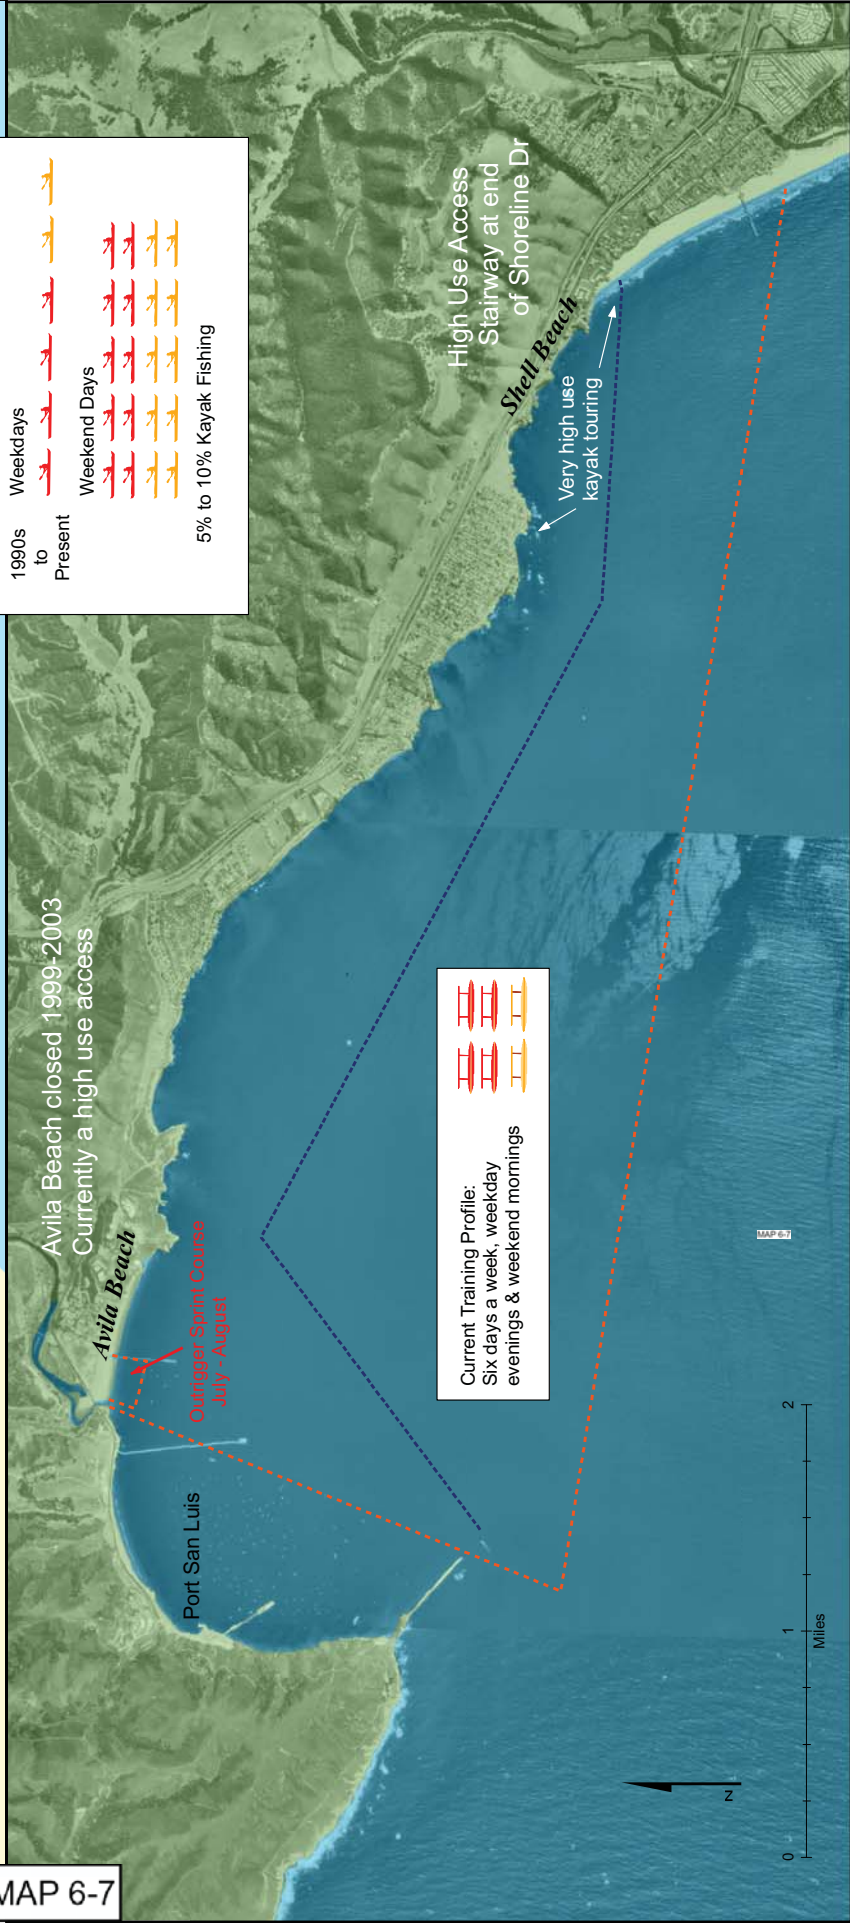 MAP 6-7
1990s
to
Present
Weekdays
Weekend Days
5% to 10% Kayak Fishing
Avila Beach closed 1999-2003
Currently a high use access
High Use Access
Stairway at end
of Shoreline Dr
Avila Beach
Shell Beach
Very high use
kayak touring
Outrigger Sprint Course
July - August
Port San Luis
Current Training Profile:
Six days a week, weekday
evenings & weekend mornings
MAP 6-7
N
0
1
2
Miles